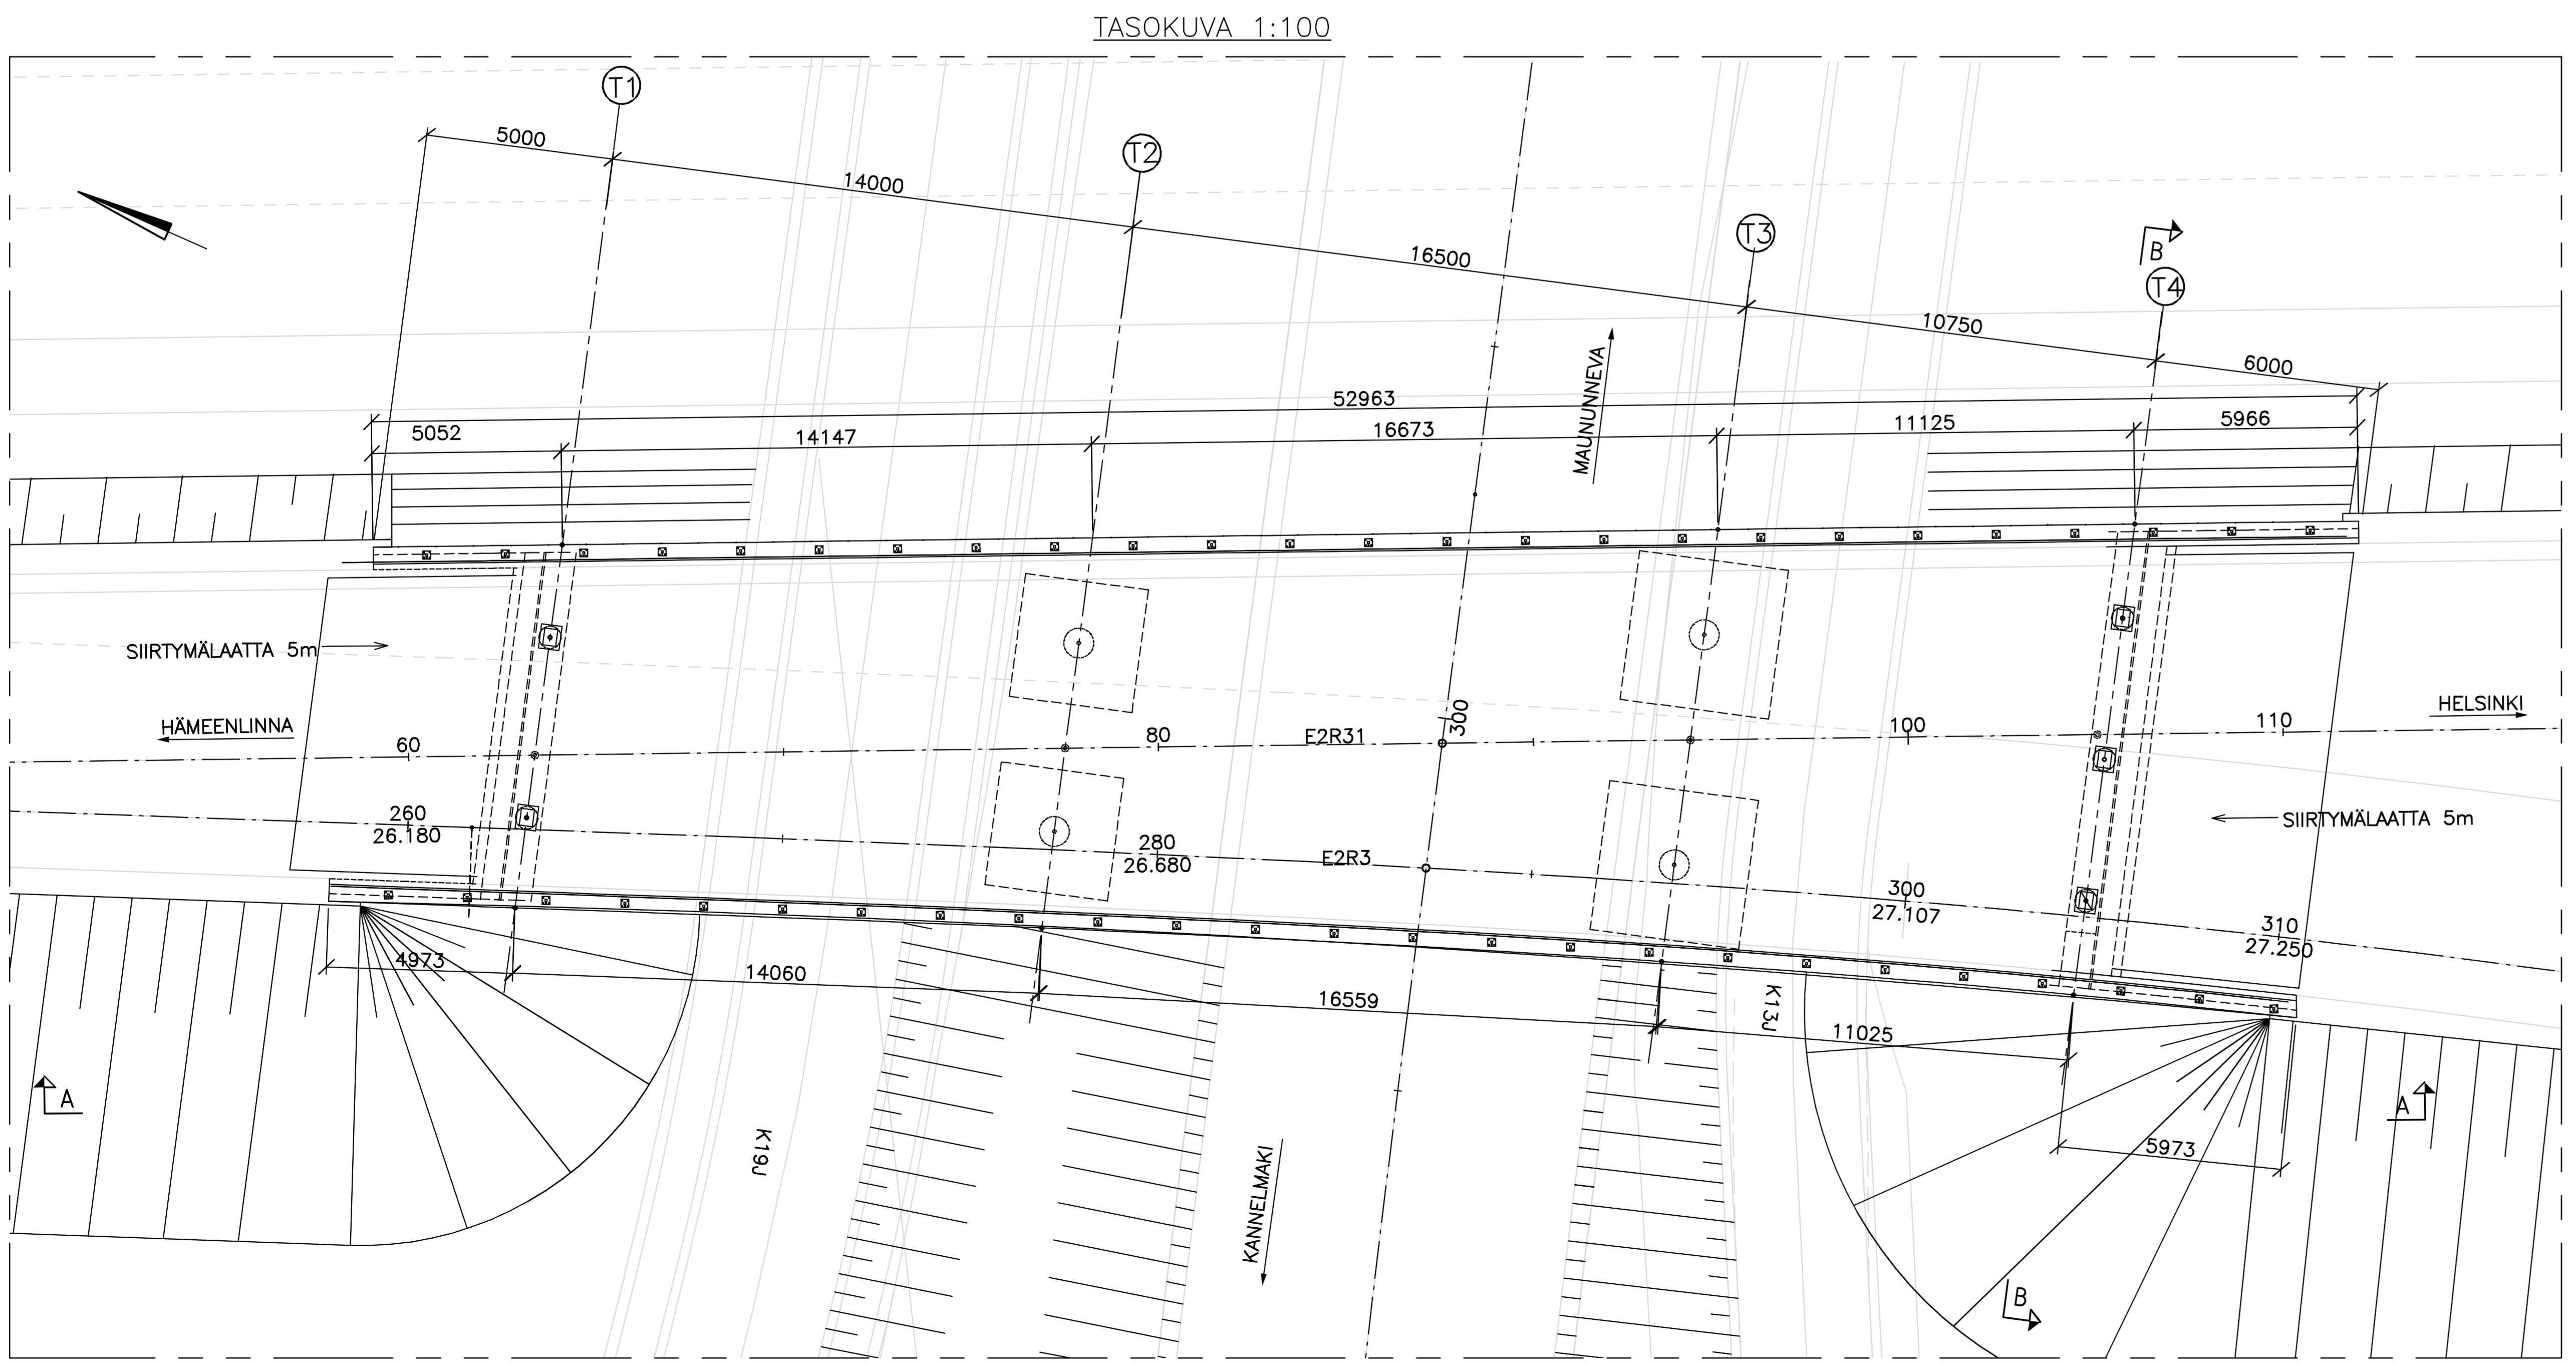 TASOKUVA 1:100
T1
5000
T2
14000
T3
16500
B
T4
10750
6000
MAUNUNNEVA
52963
5052
14147
16673
11125
5966
SIIRTYMÄLAATTA 5m
HÄMEENLINNA
HELSINKI
60
80
E2R31
300
100
110
260
26.180
280
26.680
E2R3
300
27.107
310
27.250
SIIRTYMÄLAATTA 5m
4973
14060
16559
K13J
11025
A
A
K19J
KANNELMAKI
5973
B